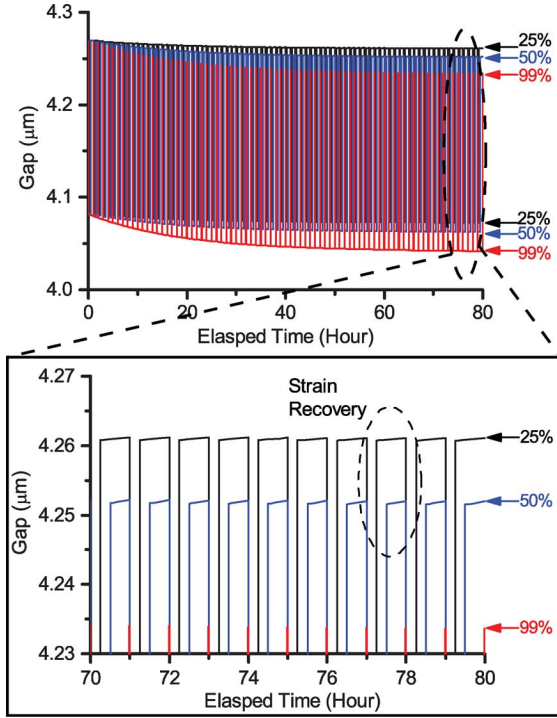 4.3
25%
50%
99%
4.2
Gap (μm)
4.1
25%
50%
99%
4.0
0 20 40 60 80
Elasped Time (Hour)
4.27
Strain
Recovery
4.26
25%
Gap (μm)
4.25
50%
4.24
99%
4.23
70 72 74 76 78 80
Elasped Time (Hour)